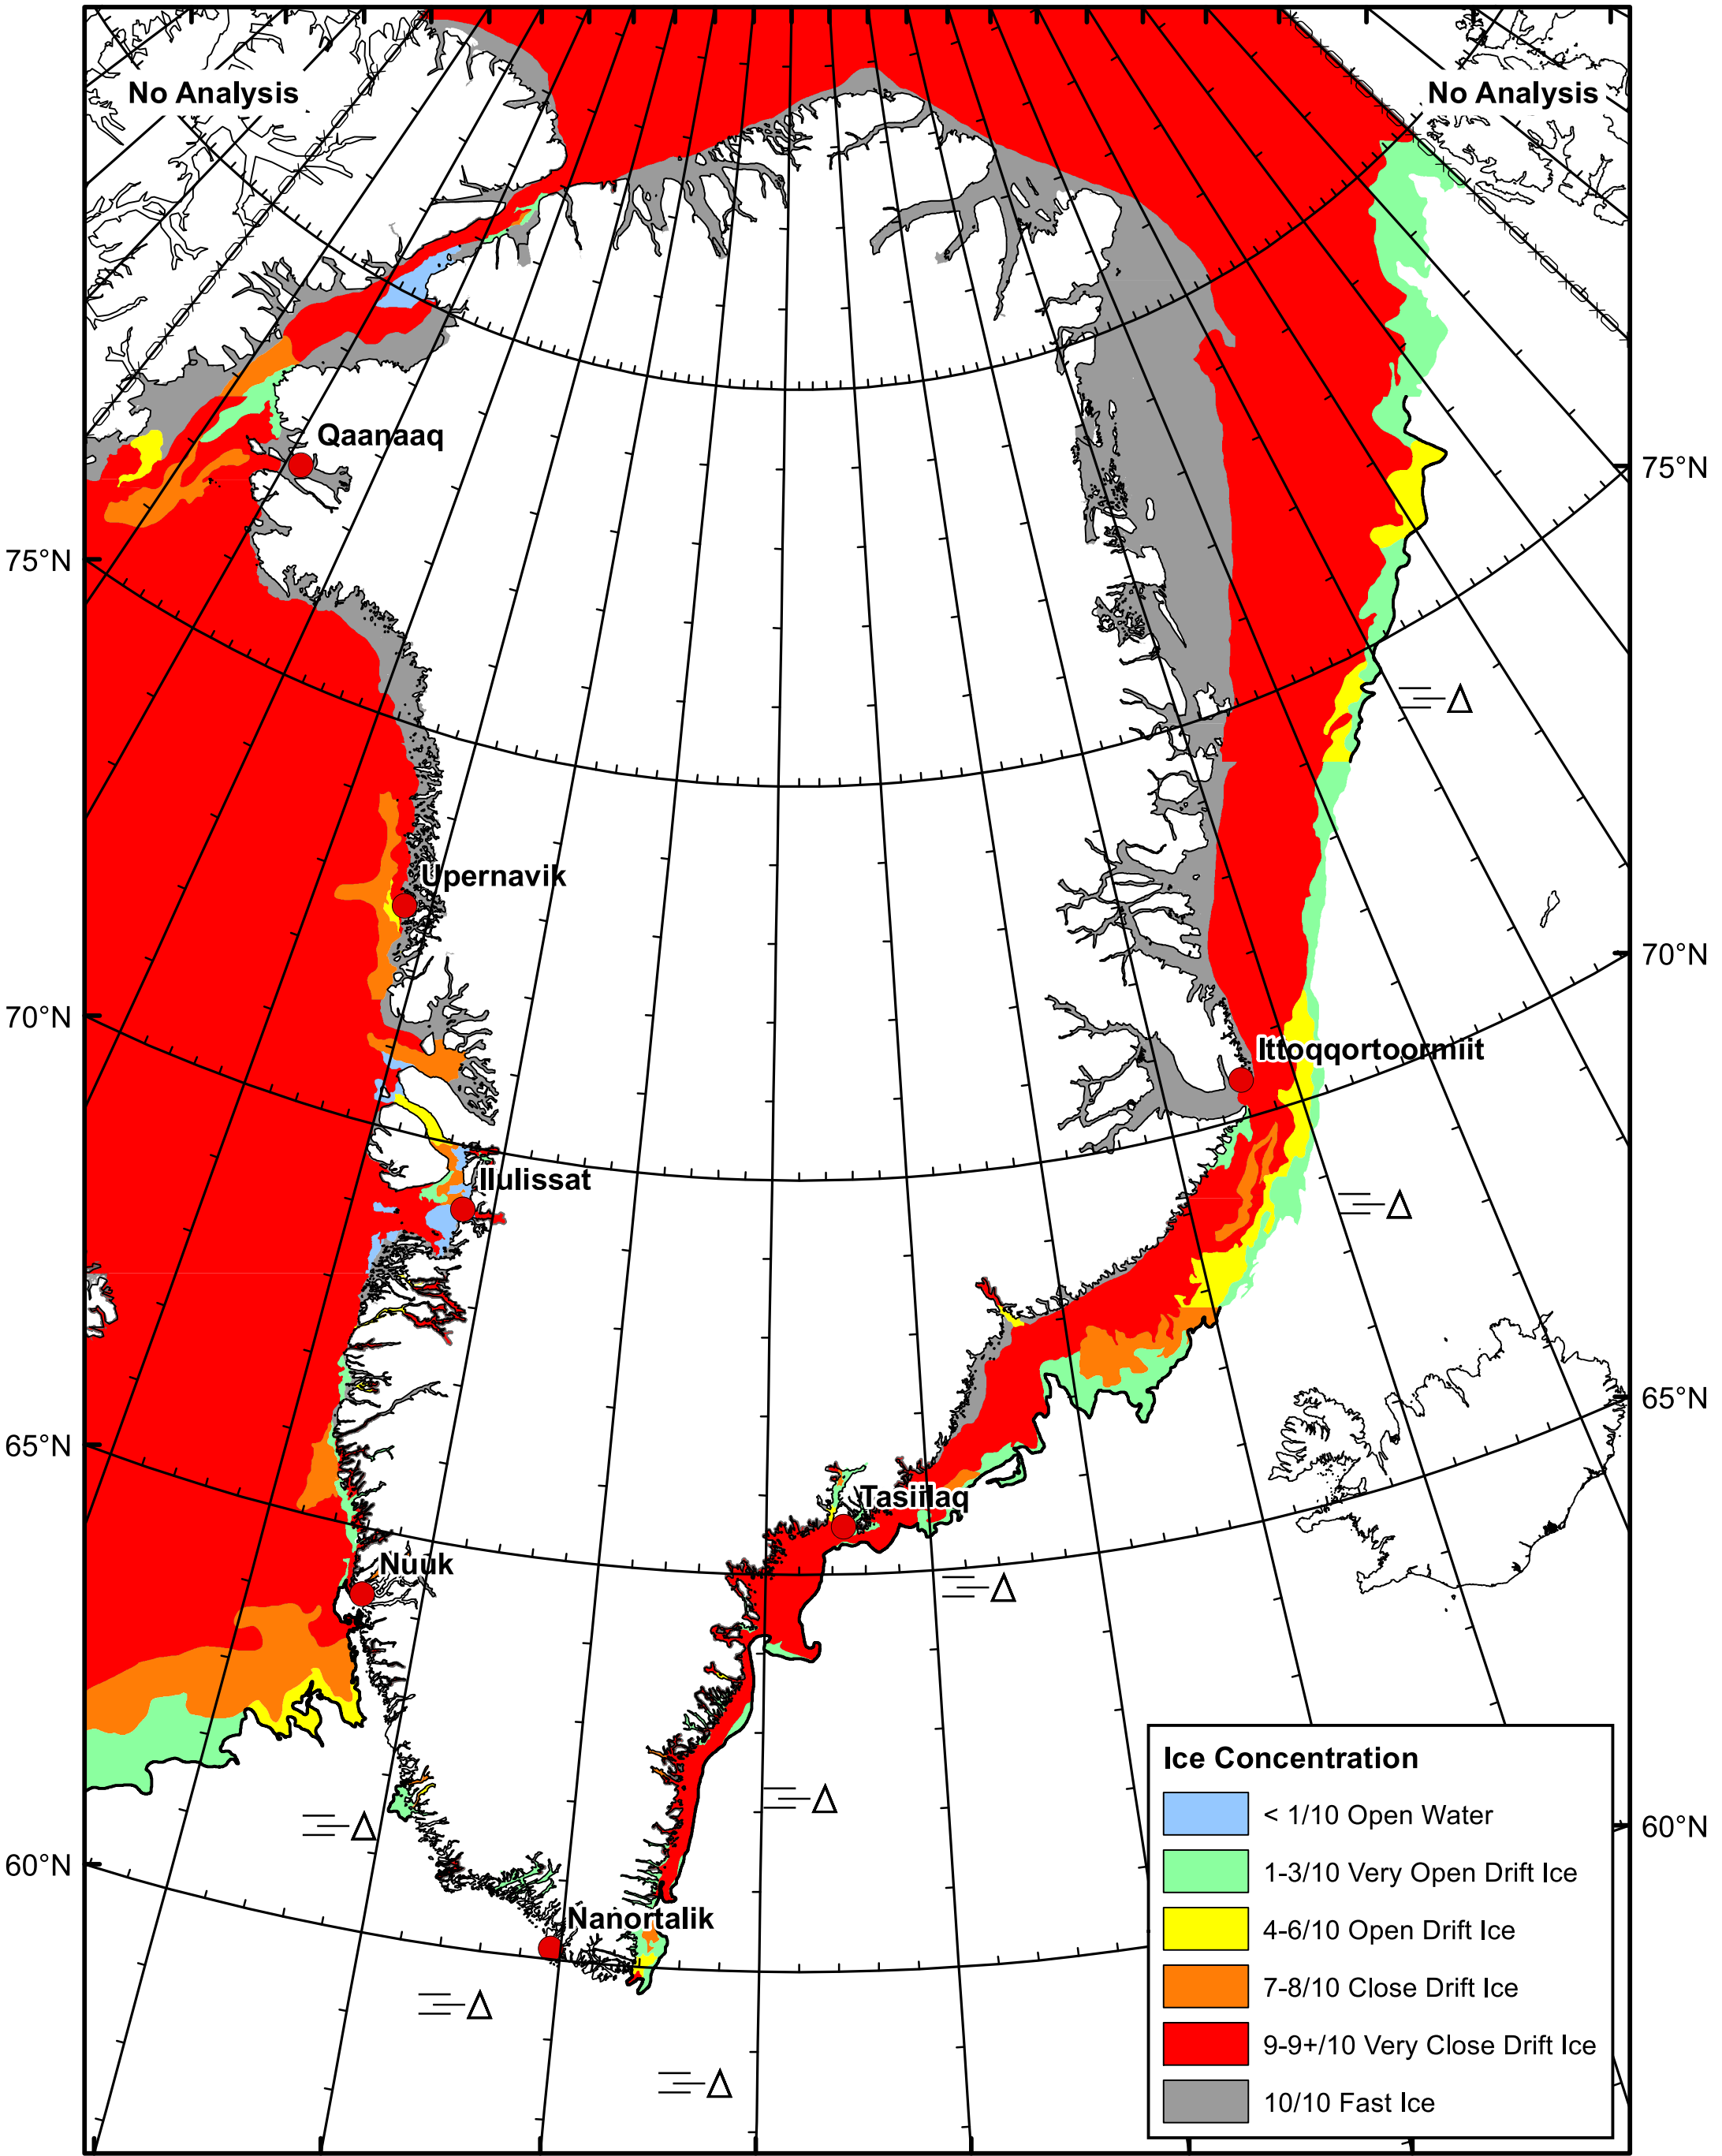 No Analysis
No Analysis
Qaanaaq
75°N
75°N
Upernavik
70°N
70°N
Ittoqqortoormiit
Ilulissat
65°N
65°N
Tasiilaq
Nuuk
60°N
60°N
Nanortalik
Ice Concentration
< 1/10 Open Water
1-3/10 Very Open Drift Ice
4-6/10 Open Drift Ice
7-8/10 Close Drift Ice
9-9+/10 Very Close Drift Ice
10/10 Fast Ice